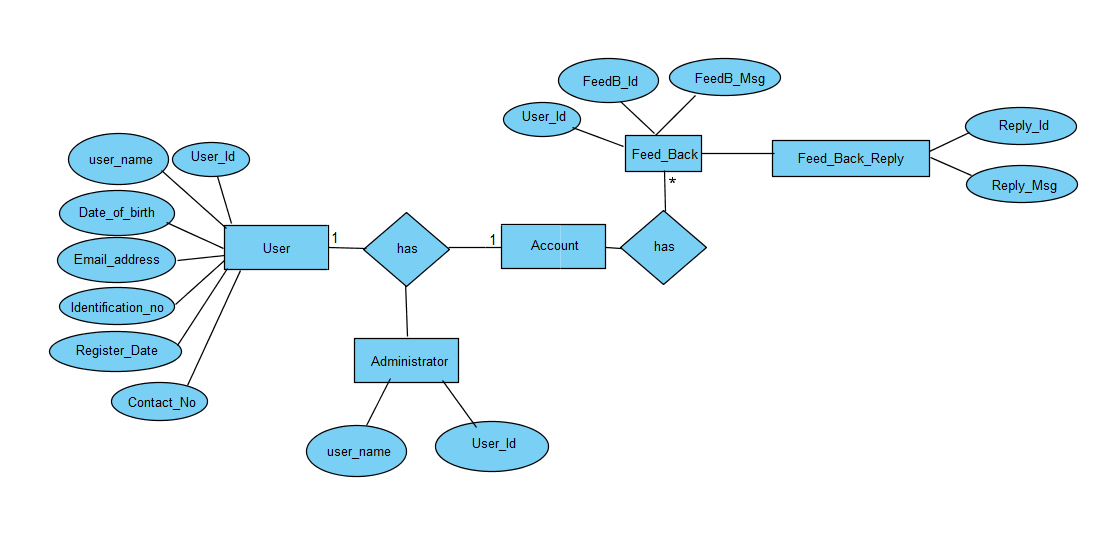 FeedB_Id
FeedB_Msg
User_Id
Reply_Id
Feed_Back
Feed_Back_Reply
Reply_Msg
*
user_name
User_Id
Date_of_birth
Email_address
Identification_no
Register_Date
Contact_No
User
1
has
1
Account
has
Administrator
user_name
User_Id